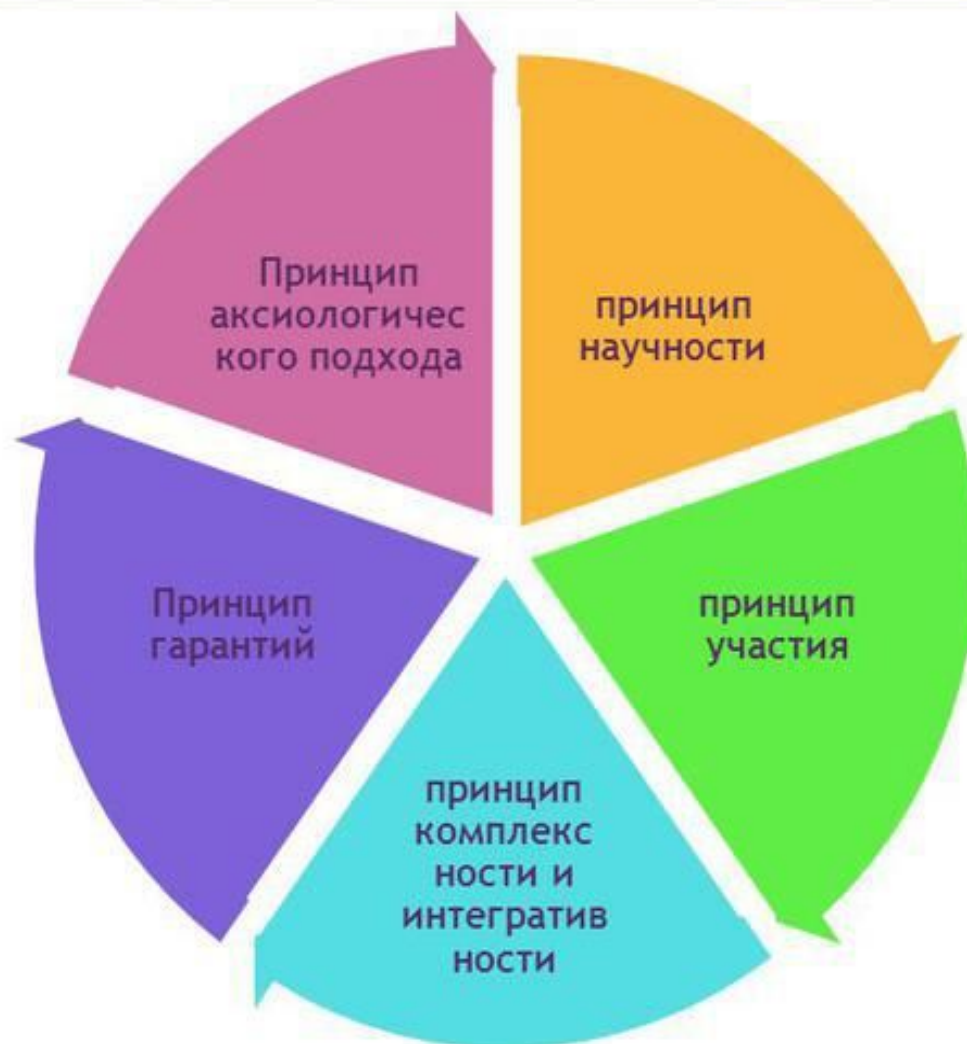 Принцип
аксиологичес
кого подхода
принцип
научности
принцип
участия
принцип
комплекс
ности и
интегратив
ности
Принцип
гарантий